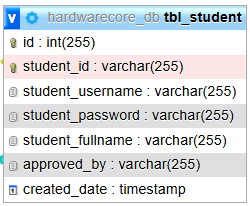 v hardwarecore_db tbl_student
id : int(255)
student_id : varchar(255)
student_username : varchar(255)
student_password : varchar(255)
student_fullname : varchar(255)
approved_by : varchar(255)
created_date : timestamp